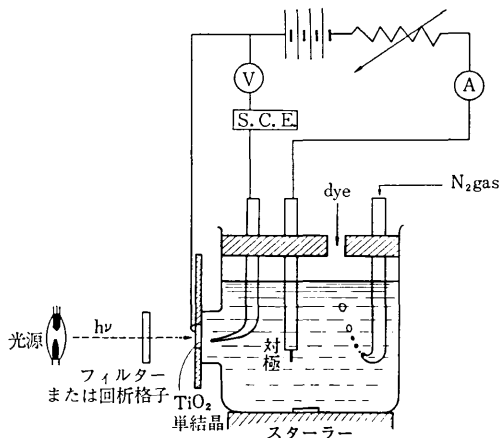 V
A
S.C.E.
dye
N₂gas
光源
hν
フィルター
または回折格子
TiO₂
単結晶
対
極
スターラー